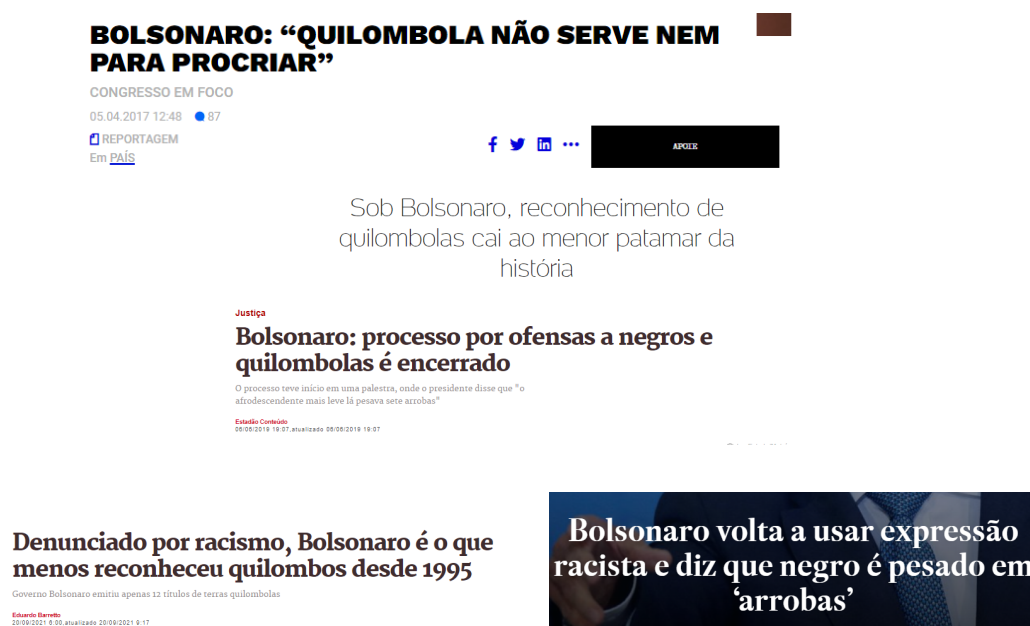 BOLSONARO: “QUILOMBOLA NÃO SERVE NEM
PARA PROCRIAR”
CONGRESSO EM FOCO
05.04.2017 12:48 87
REPORTAGEM
Em PAÍS
APOIE
Sob Bolsonaro, reconhecimento de
quilombolas cai ao menor patamar da
história
Justiça
Bolsonaro: processo por ofensas a negros e
quilombolas é encerrado
O processo teve início em uma palestra, onde o presidente disse que "o
afrodescendente mais leve lá pesava sete arrobas"
Estadão Conteúdo
06/06/2019 19:07,atualizado 06/06/2019 19:07
Denunciado por racismo, Bolsonaro é o que
menos reconheceu quilombos desde 1995
Governo Bolsonaro emitiu apenas 12 títulos de terras quilombolas
Eduardo Barretto
20/09/2021 6:00,atualizado 20/09/2021 9:17
Bolsonaro volta a usar expressão
racista e diz que negro é pesado em
‘arrobas’